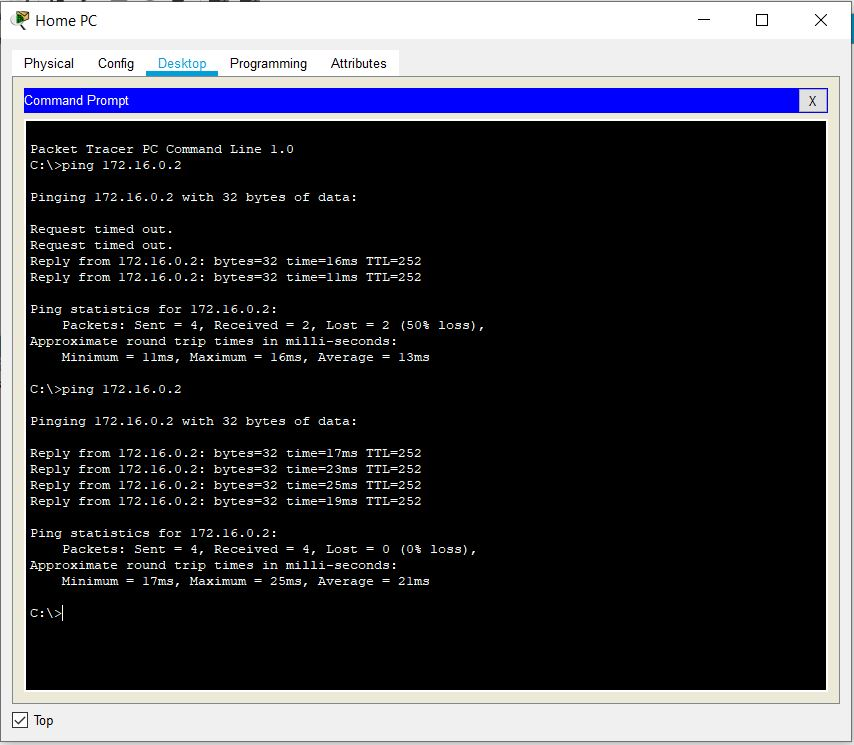 Home PC
Physical Config Desktop Programming Attributes
Command Prompt X
Packet Tracer PC Command Line 1.0
C:\>ping 172.16.0.2
Pinging 172.16.0.2 with 32 bytes of data:
Request timed out.
Request timed out.
Reply from 172.16.0.2: bytes=32 time=16ms TTL=252
Reply from 172.16.0.2: bytes=32 time=11ms TTL=252
Ping statistics for 172.16.0.2:
Packets: Sent = 4, Received = 2, Lost = 2 (50% loss),
Approximate round trip times in milli-seconds:
Minimum = 11ms, Maximum = 16ms, Average = 13ms
C:\>ping 172.16.0.2
Pinging 172.16.0.2 with 32 bytes of data:
Reply from 172.16.0.2: bytes=32 time=17ms TTL=252
Reply from 172.16.0.2: bytes=32 time=23ms TTL=252
Reply from 172.16.0.2: bytes=32 time=25ms TTL=252
Reply from 172.16.0.2: bytes=32 time=19ms TTL=252
Ping statistics for 172.16.0.2:
Packets: Sent = 4, Received = 4, Lost = 0 (0% loss),
Approximate round trip times in milli-seconds:
Minimum = 17ms, Maximum = 25ms, Average = 21ms
C:\>
Top